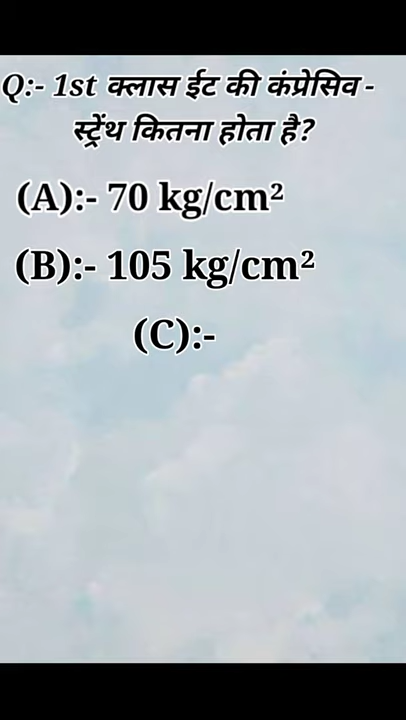 Q:- 1st क्लास ईट की कंप्रेसिव -
स्ट्रेंथ कितना होता है?
(A):- 70 kg/cm²
(B):- 105 kg/cm²
(C):-